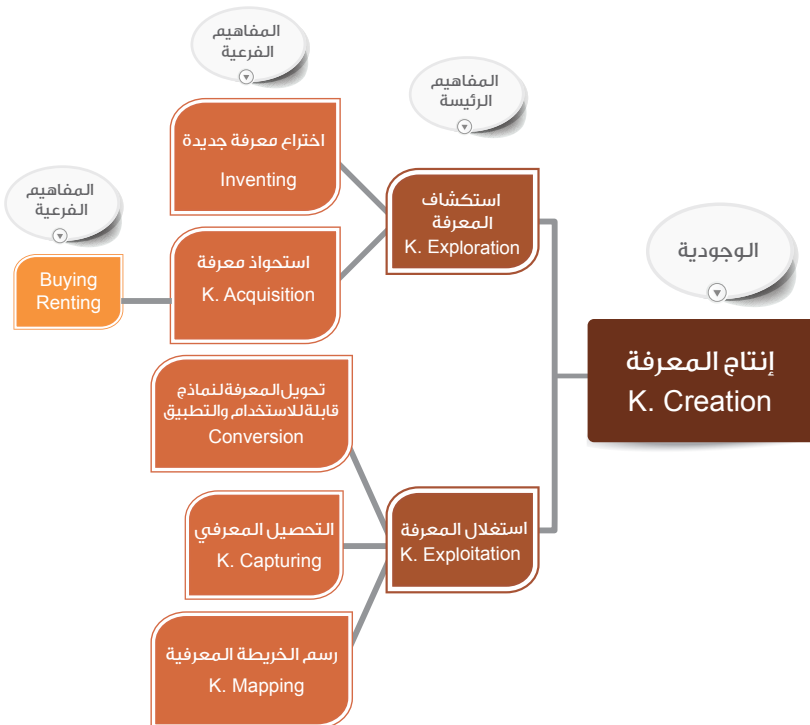 المفاهيم
الفرعية
المفاهيم
الرئيسة
المفاهيم
الفرعية
الوجودية
إنتاج المعرفة
K. Creation
استكشاف
المعرفة
K. Exploration
اختراع معرفة جديدة
Inventing
استحواذ معرفة
K. Acquisition
Buying
Renting
استغلال المعرفة
K. Exploitation
تحويل المعرفة لنماذج
قابلة للاستخدام والتطبيق
Conversion
التحصيل المعرفي
K. Capturing
رسم الخريطة المعرفية
K. Mapping